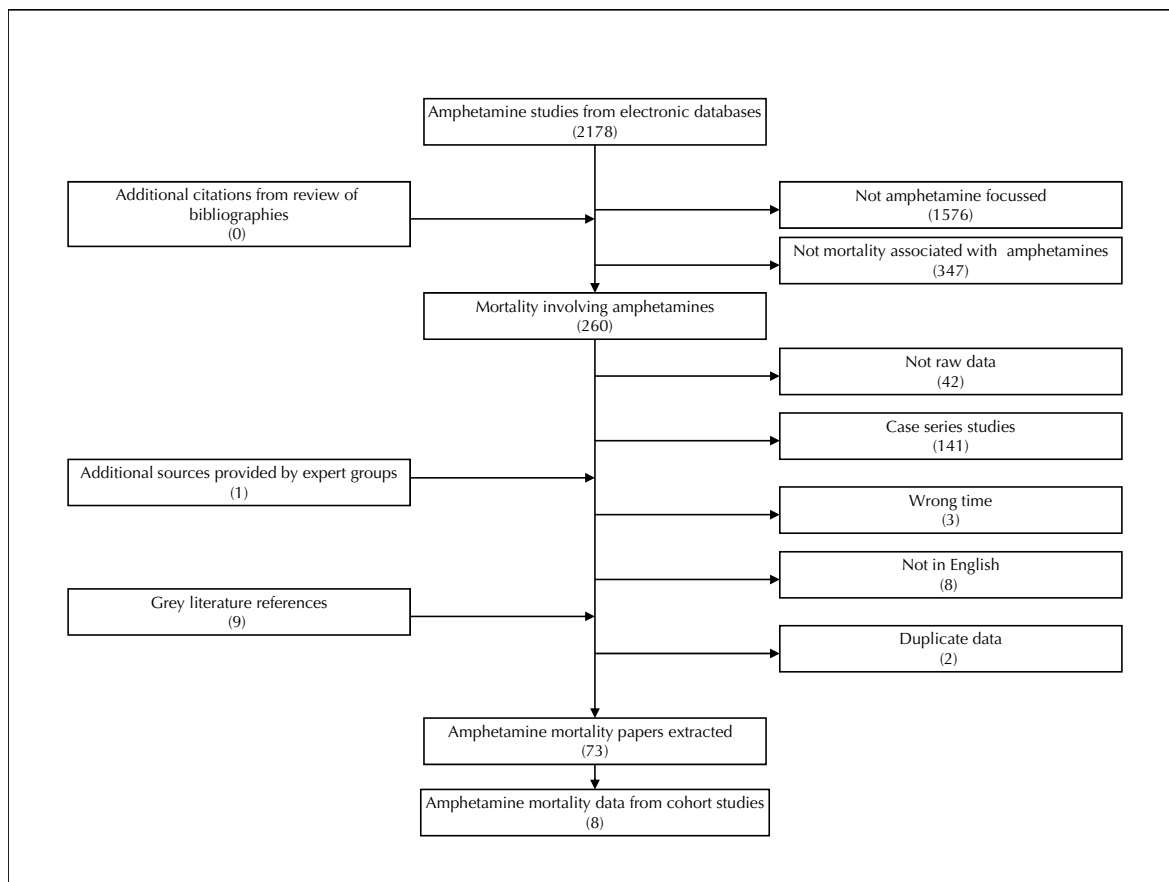 Amphetamine studies from electronic databases
(2178)
Additional citations from review of
bibliographies
(0)
Not amphetamine focussed
(1576)
Not mortality associated with  amphetamines
(347)
Mortality involving amphetamines
(260)
Not raw data
(42)
Case series studies
(141)
Additional sources provided by expert groups
(1)
Wrong time
(3)
Not in English
(8)
Grey literature references
(9)
Duplicate data
(2)
Amphetamine mortality papers extracted
(73)
Amphetamine mortality data from cohort studies
(8)